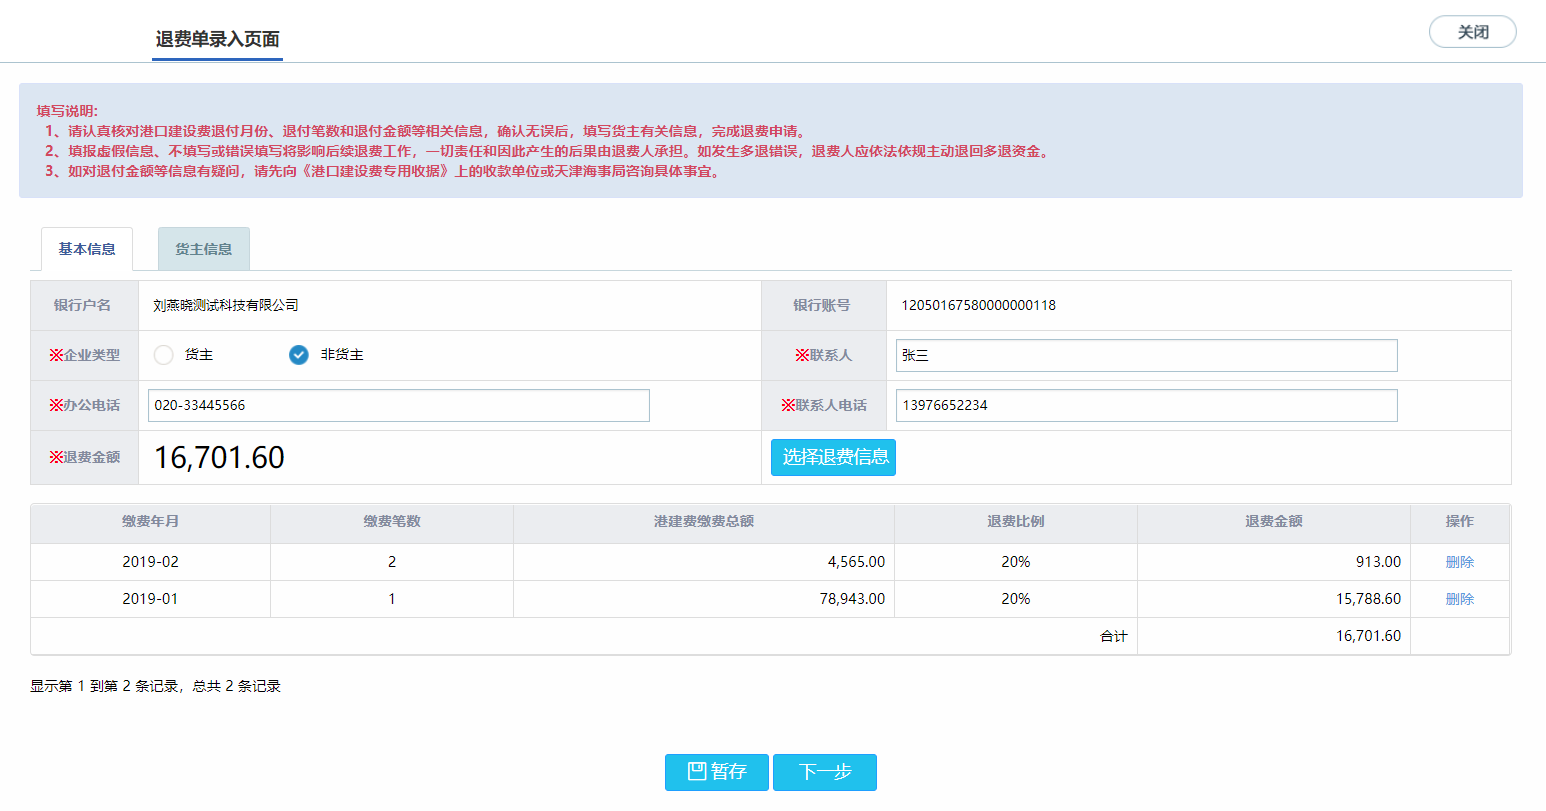 退费单录入页面
关闭
填写说明:
1、请认真核对港口建设费退付月份、退付笔数和退付金额等相关信息，确认无误后，填写货主有关信息，完成退费申请。
2、填报虚假信息、不填写或错误填写将影响后续退费工作，一切责任和因此产生的后果由退费人承担。如发生多退错误，退费人应依法依规主动退回多退资金。
3、如对退付金额等信息有疑问，请先向《港口建设费专用收据》上的收款单位或天津海事局咨询具体事宜。
基本信息 货主信息
银行户名 刘燕晓测试科技有限公司 银行账号 12050167580000000118
※企业类型 货主 非货主 ※联系人 张三
※办公电话 020-33445566 ※联系人电话 13976652234
※退费金额 16,701.60 选择退费信息
缴费年月 缴费笔数 港建费缴费总额 退费比例 退费金额 操作
2019-02 2 4,565.00 20% 913.00 删除
2019-01 1 78,943.00 20% 15,788.60 删除
合计 16,701.60
显示第 1 到第 2 条记录，总共 2 条记录
暂存 下一步